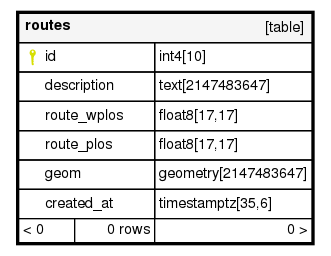 routes [table]
id int4[10]
description text[2147483647]
route_wplos float8[17,17]
route_plos float8[17,17]
geom geometry[2147483647]
created_at timestamptz[35,6]
< 0 0 rows 0 >